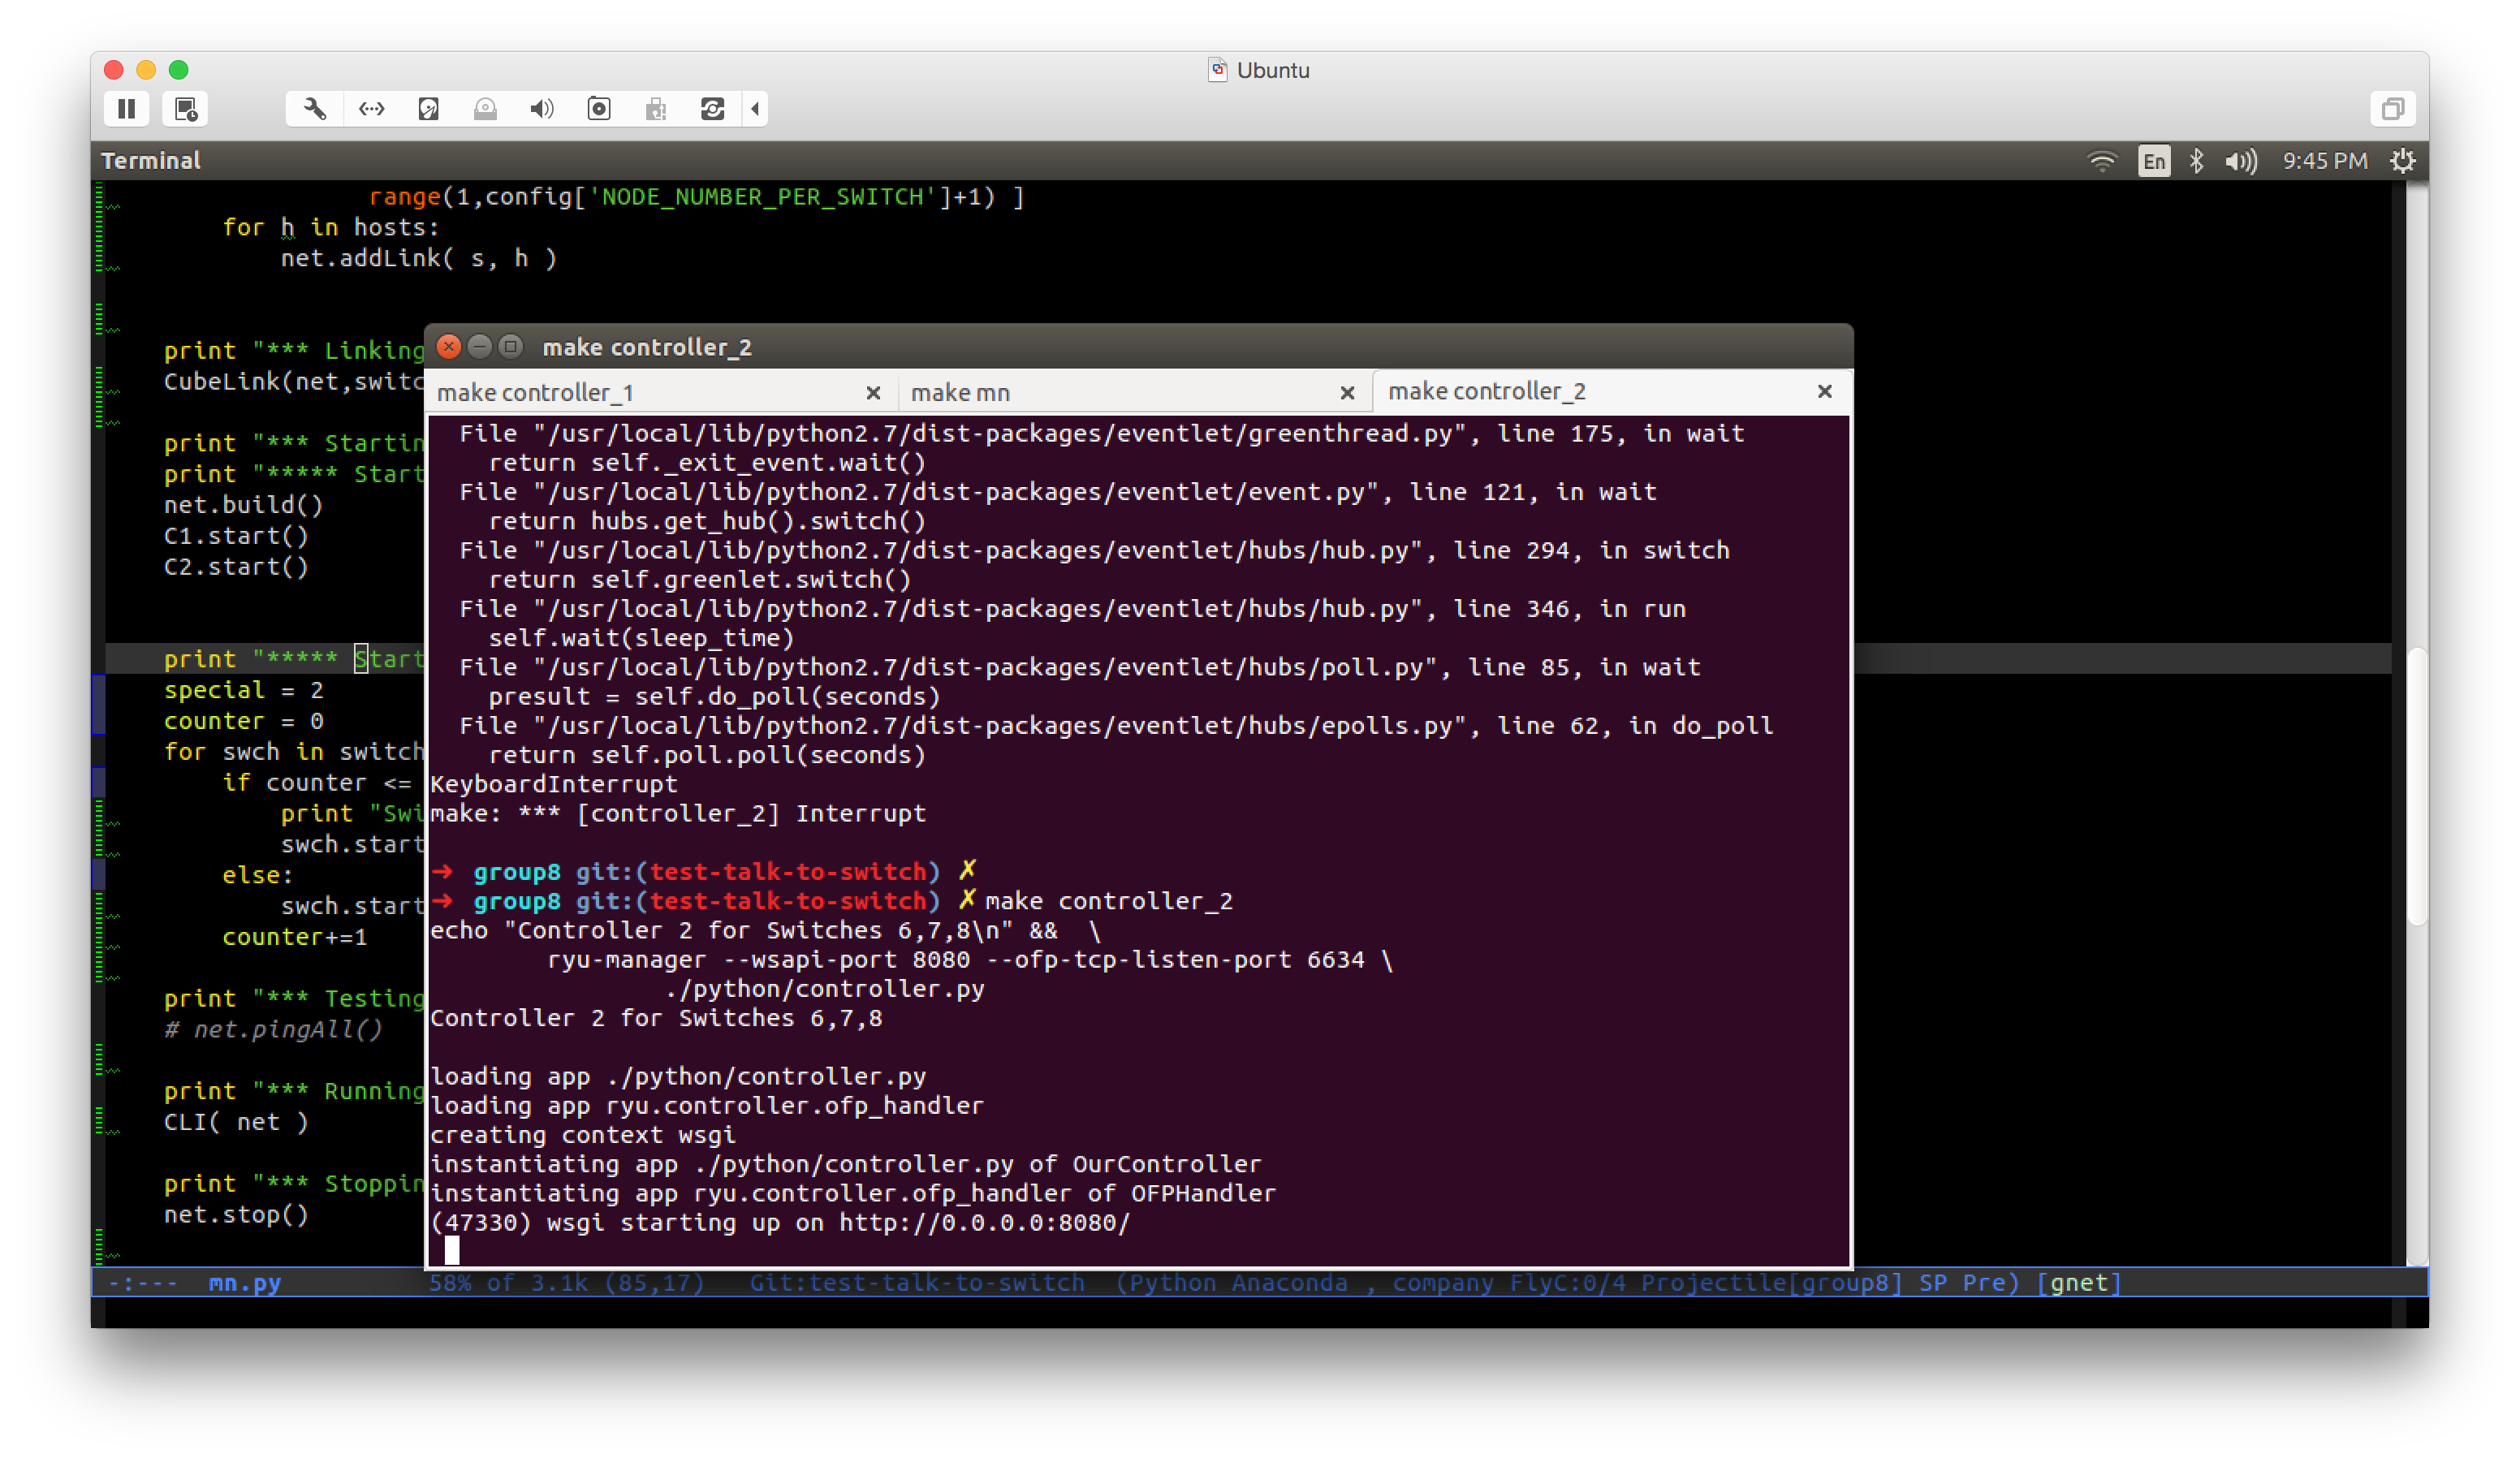 Ubuntu
Terminal
En
9:45 PM
range(1,config['NODE_NUMBER_PER_SWITCH']+1) ]
for h in hosts:
net.addLink( s, h )
print "*** Linking
CubeLink(net,switc
print "*** Startin
print "***** Start
net.build()
C1.start()
C2.start()
print "***** Start
special = 2
counter = 0
for swch in switch
if counter <=
print "Swi
swch.start
else:
swch.start
counter+=1
print "*** Testing
# net.pingAll()
print "*** Running
CLI( net )
print "*** Stoppin
net.stop()
make controller_2
make controller_1
make mn
make controller_2
File "/usr/local/lib/python2.7/dist-packages/eventlet/greenthread.py", line 175, in wait
return self._exit_event.wait()
File "/usr/local/lib/python2.7/dist-packages/eventlet/event.py", line 121, in wait
return hubs.get_hub().switch()
File "/usr/local/lib/python2.7/dist-packages/eventlet/hubs/hub.py", line 294, in switch
return self.greenlet.switch()
File "/usr/local/lib/python2.7/dist-packages/eventlet/hubs/hub.py", line 346, in run
self.wait(sleep_time)
File "/usr/local/lib/python2.7/dist-packages/eventlet/hubs/poll.py", line 85, in wait
presult = self.do_poll(seconds)
File "/usr/local/lib/python2.7/dist-packages/eventlet/hubs/epolls.py", line 62, in do_poll
return self.poll.poll(seconds)
KeyboardInterrupt
make: *** [controller_2] Interrupt
➜ group8 git:(test-talk-to-switch) ✗
➜ group8 git:(test-talk-to-switch) ✗ make controller_2
echo "Controller 2 for Switches 6,7,8\n" && \
ryu-manager --wsapi-port 8080 --ofp-tcp-listen-port 6634 \
./python/controller.py
Controller 2 for Switches 6,7,8
loading app ./python/controller.py
loading app ryu.controller.ofp_handler
creating context wsgi
instantiating app ./python/controller.py of OurController
instantiating app ryu.controller.ofp_handler of OFPHandler
(47330) wsgi starting up on http://0.0.0.0:8080/
-:--- mn.py 58% of 3.1k (85,17) Git:test-talk-to-switch (Python Anaconda , company FlyC:0/4 Projectile[group8] SP Pre) [gnet]